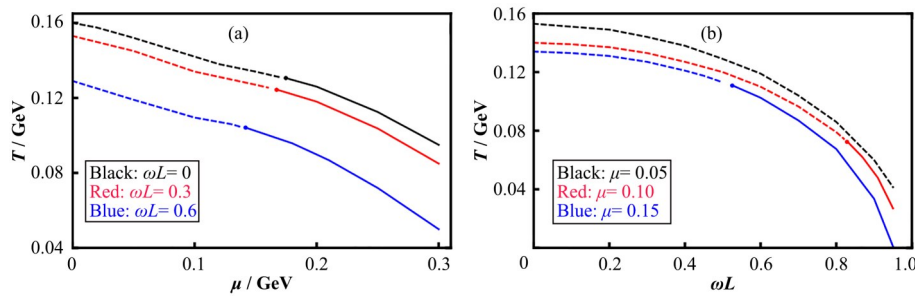 0.16
0.12
0.08
0.04
T / GeV
(a)
Black: ωL= 0
Red: ωL= 0.3
Blue: ωL= 0.6
0
0.1
0.2
0.3
μ / GeV
0.16
0.12
0.08
0.04
T / GeV
(b)
Black: μ= 0.05
Red: μ= 0.10
Blue: μ= 0.15
0
0.2
0.4
0.6
0.8
1.0
ωL